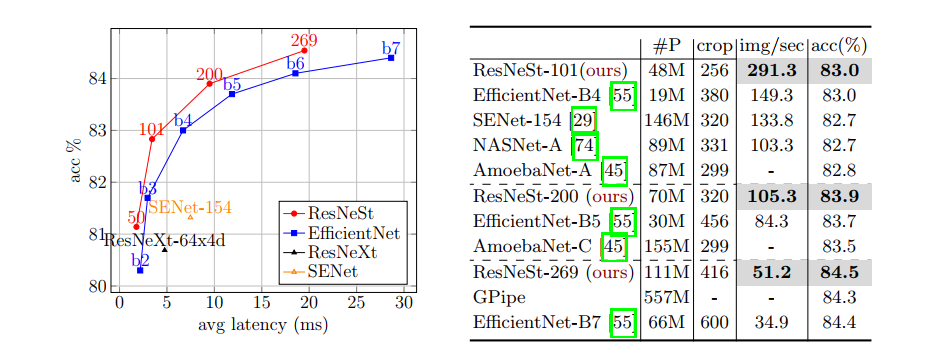 84
83
82
81
80
acc %
0 5 10 15 20 25 30
avg latency (ms)
50
101
200
269
b2
b3
b4
b5
b6
b7
SENet-154
ResNeXt-64x4d
ResNeSt
EfficientNet
ResNeXt
SENet
#P crop img/sec acc(%)
ResNeSt-101(ours) 48M 256 291.3 83.0
EfficientNet-B4 [55] 19M 380 149.3 83.0
SENet-154 [29] 146M 320 133.8 82.7
NASNet-A [74] 89M 331 103.3 82.7
AmoebaNet-A [45] 87M 299 - 82.8
ResNeSt-200 (ours) 70M 320 105.3 83.9
EfficientNet-B5 [55] 30M 456 84.3 83.7
AmoebaNet-C [45] 155M 299 - 83.5
ResNeSt-269 (ours) 111M 416 51.2 84.5
GPipe 557M - - 84.3
EfficientNet-B7 [55] 66M 600 34.9 84.4